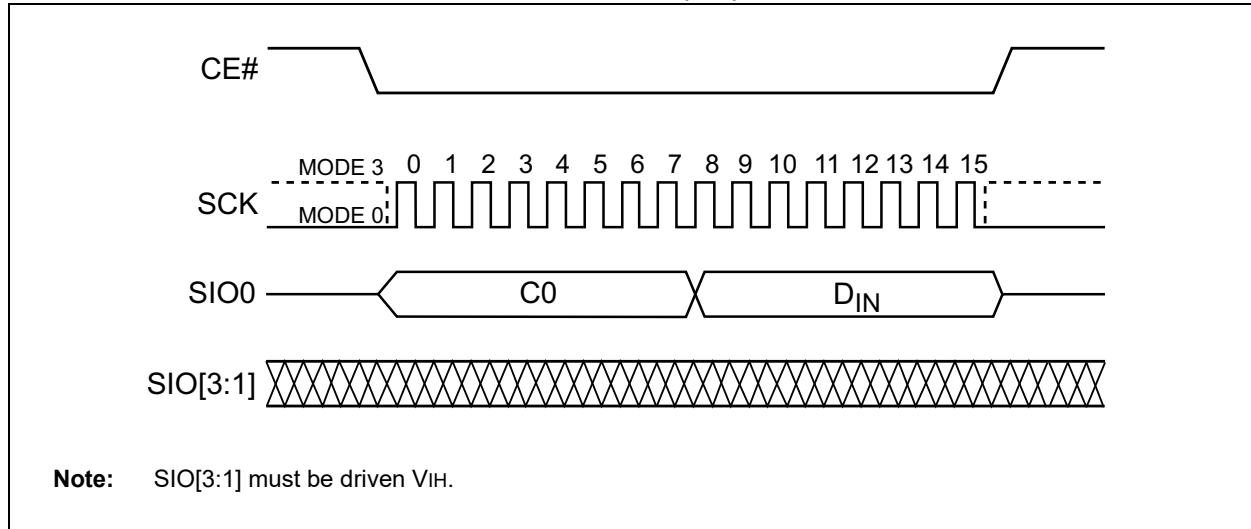 CE#
MODE 3 0 1 2 3 4 5 6 7 8 9 10 11 12 13 14 15
SCK
MODE 0
SIO0 C0 DIN
SIO[3:1]
Note: SIO[3:1] must be driven VIH.